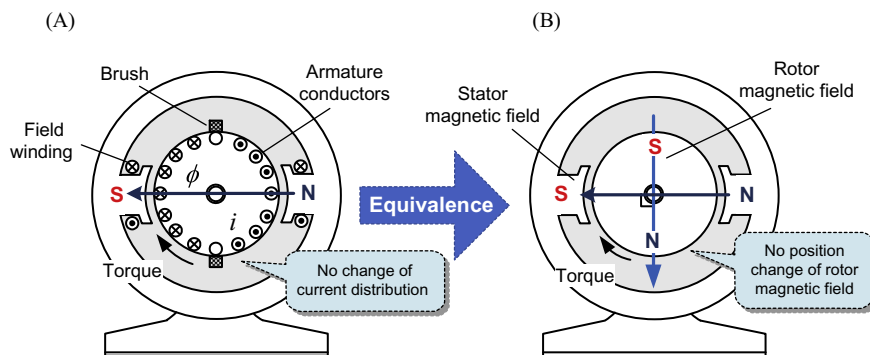 (A)
(B)
Brush
Armature
conductors
Field
winding
ϕ
S
N
i
Torque
No change of
current distribution
Equivalence
Stator
magnetic field
Rotor
magnetic field
S
S
N
N
Torque
No position
change of rotor
magnetic field